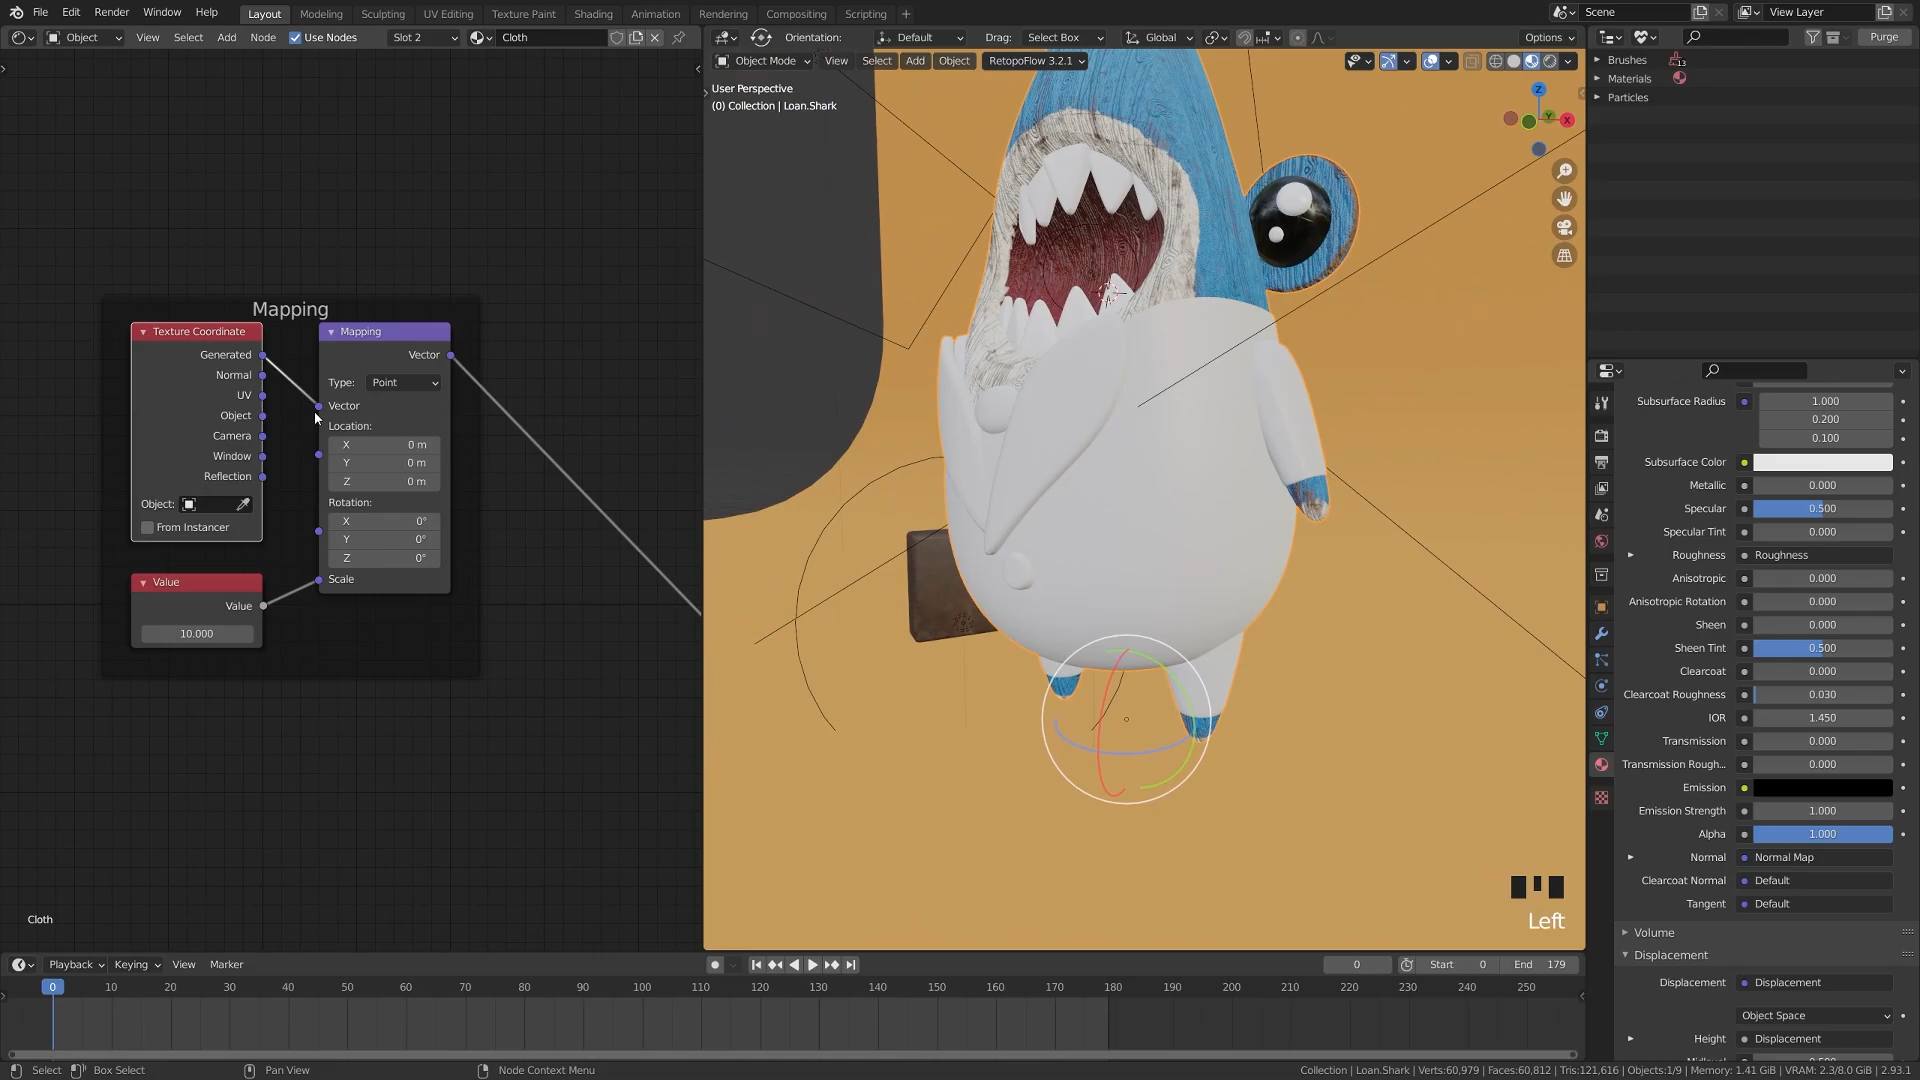 File Edit Render Window Help Layout Modeling Sculpting UV Editing Texture Paint Shading Animation Rendering Compositing Scripting + Scene View Layer
Object View Select Add Node Use Nodes Slot 2 Cloth Orientation: Default Drag: Select Box Global Options Purge
Object Mode View Select Add Object RetopoFlow 3.2.1
User Perspective
(0) Collection | Loan.Shark
Z
Y
X
Brushes 13
Materials
Particles
Mapping
Texture Coordinate
Generated
Normal
UV
Object
Camera
Window
Reflection
Object:
From Instancer
Value
Value
10.000
Mapping
Vector
Type: Point
Vector
Location:
X 0 m
Y 0 m
Z 0 m
Rotation:
X 0°
Y 0°
Z 0°
Scale
Cloth
Left
Subsurface Radius 1.000
0.200
0.100
Subsurface Color
Metallic 0.000
Specular 0.500
Specular Tint 0.000
Roughness Roughness
Anisotropic 0.000
Anisotropic Rotation 0.000
Sheen 0.000
Sheen Tint 0.500
Clearcoat 0.000
Clearcoat Roughness 0.030
IOR 1.450
Transmission 0.000
Transmission Rough... 0.000
Emission
Emission Strength 1.000
Alpha 1.000
Normal Normal Map
Clearcoat Normal Default
Tangent Default
Volume
Displacement
Displacement Displacement
Object Space
Height Displacement
Playback Keying View Marker 0 Start 0 End 179
0 10 20 30 40 50 60 70 80 90 100 110 120 130 140 150 160 170 180 190 200 210 220 230 240 250
Select Box Select Pan View Node Context Menu Collection | Loan.Shark | Verts:60,979 | Faces:60,812 | Tris:121,616 | Objects:1/9 | Memory: 1.41 GiB | VRAM: 2.3/8.0 GiB | 2.93.1